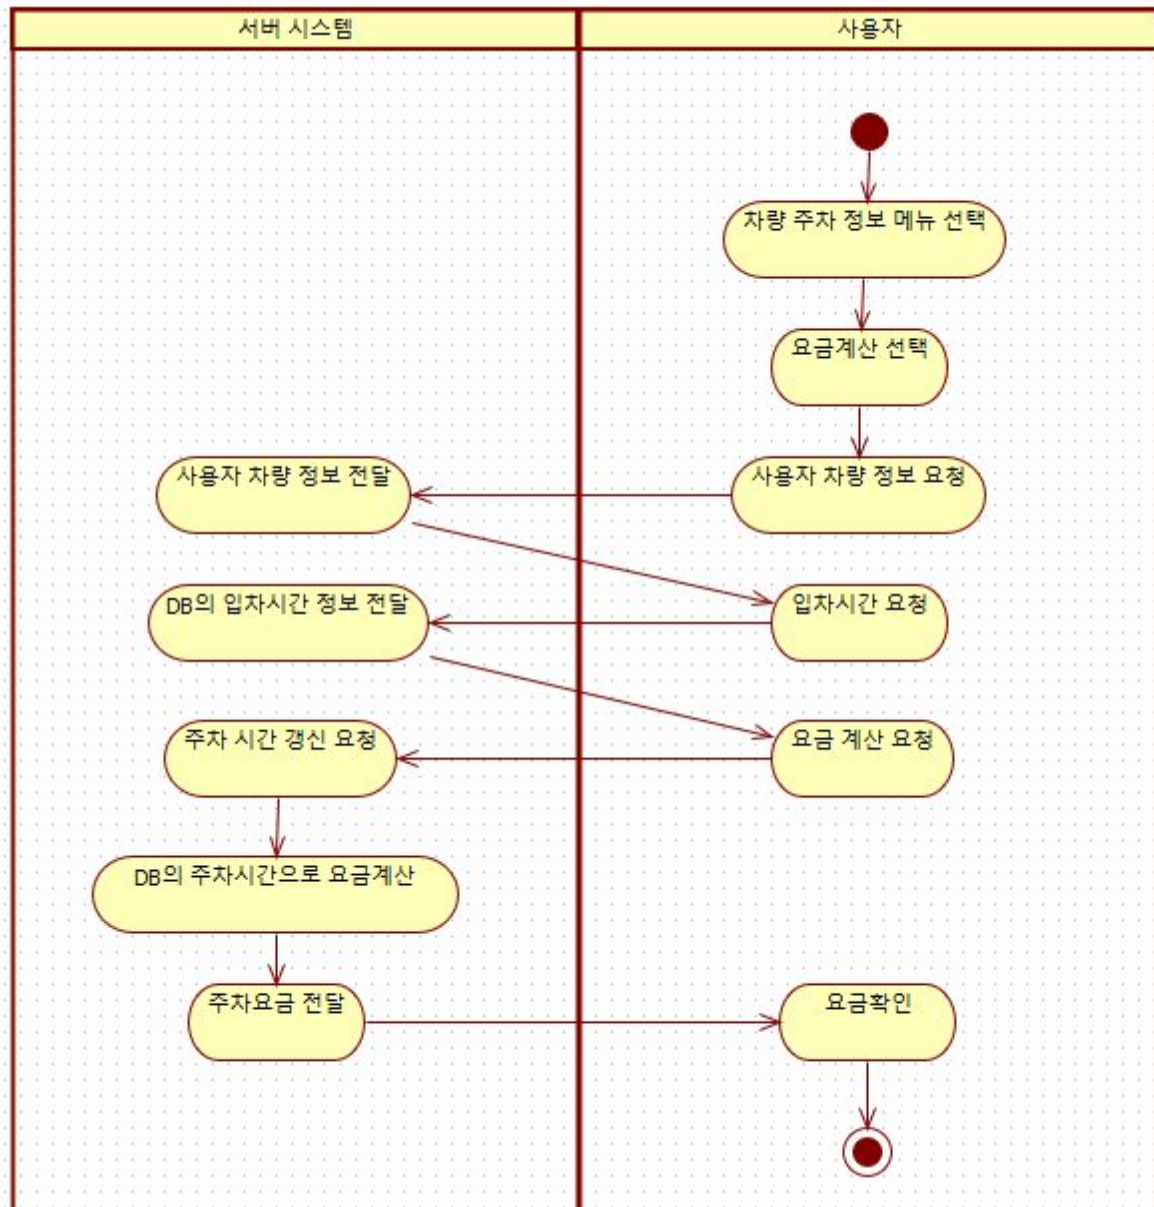 서버 시스템
사용자
차량 주차 정보 메뉴 선택
요금계산 선택
사용자 차량 정보 전달
사용자 차량 정보 요청
DB의 입차시간 정보 전달
입차시간 요청
주차 시간 갱신 요청
요금 계산 요청
DB의 주차시간으로 요금계산
주차요금 전달
요금확인